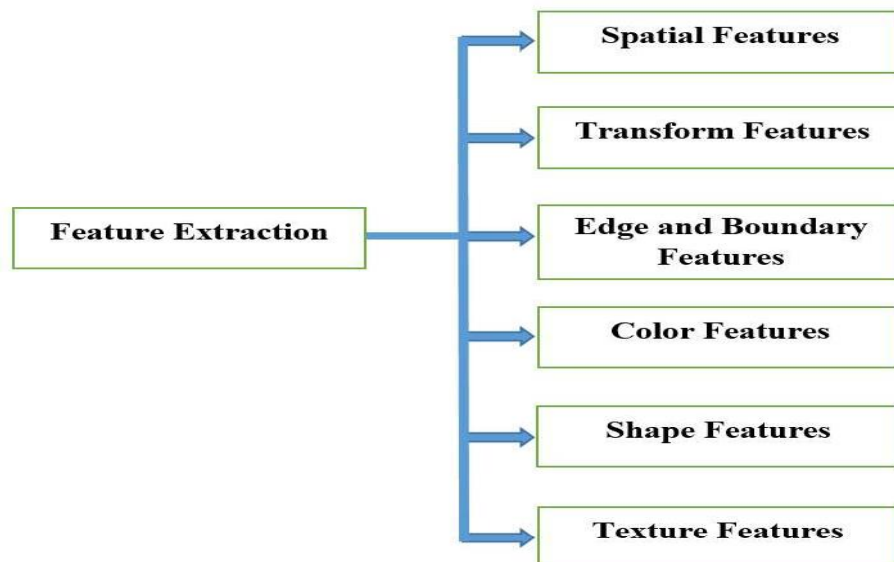 Spatial Features
Transform Features
Feature Extraction
Edge and Boundary
Features
Color Features
Shape Features
Texture Features